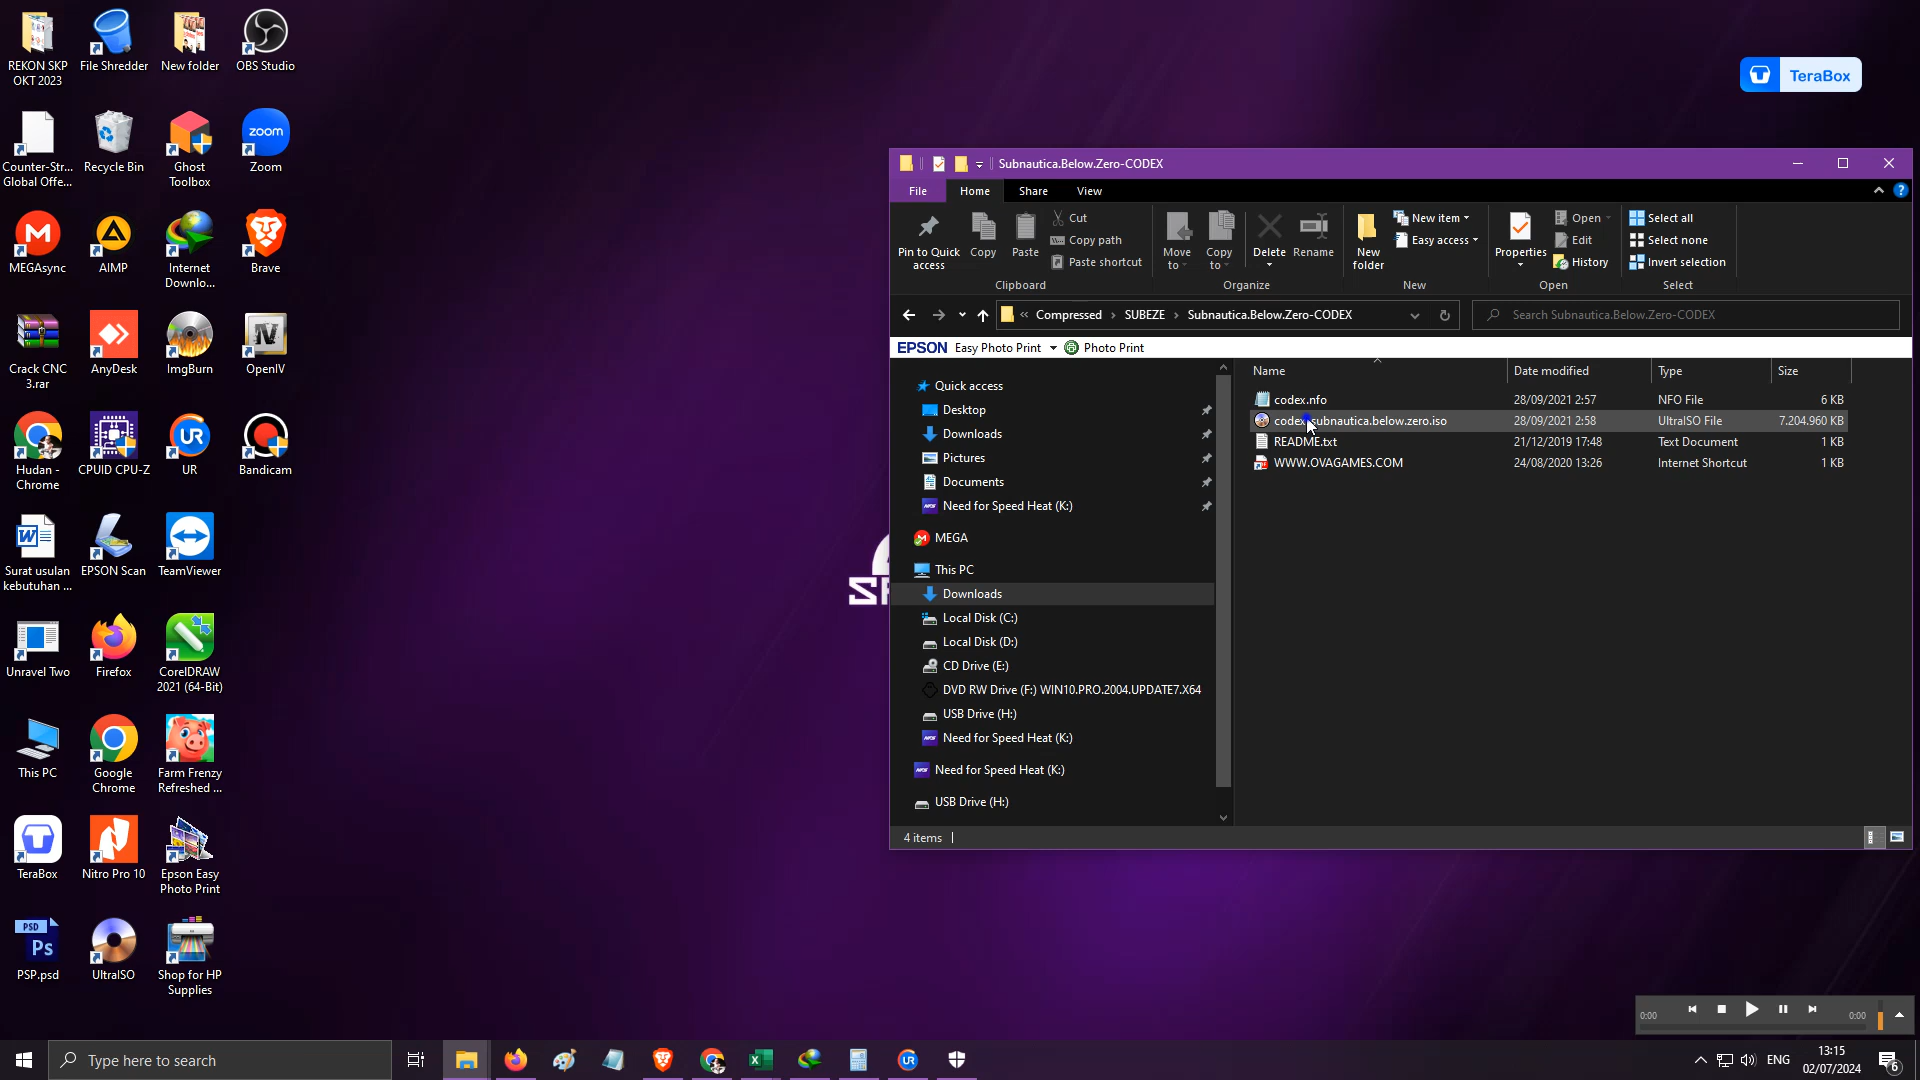 REKON SKP
OKT 2023
File Shredder
New folder
OBS Studio
Counter-Str...
Global Offe...
Recycle Bin
Ghost
Toolbox
zoom
Zoom
MEGAsync
AIMP
Internet
Downlo...
Brave
Crack CNC
3.rar
AnyDesk
ImgBurn
OpenIV
Hudan -
Chrome
CPUID CPU-Z
UR
UR
Bandicam
Surat usulan
kebutuhan ...
EPSON Scan
TeamViewer
Unravel Two
Firefox
CorelDRAW
2021 (64-Bit)
This PC
Google
Chrome
Farm Frenzy
Refreshed ...
TeraBox
Nitro Pro 10
Epson Easy
Photo Print
PSD
Ps
PSP.psd
UltraISO
Shop for HP
Supplies
TeraBox
Subnautica.Below.Zero-CODEX
File
Home
Share
View
Pin to Quick
access
Copy
Paste
Cut
Copy path
Paste shortcut
Clipboard
Move
to
Copy
to
Delete
Rename
Organize
New
folder
New item
Easy access
New
Properties
Open
Edit
History
Open
Select all
Select none
Invert selection
Select
« Compressed › SUBEZE › Subnautica.Below.Zero-CODEX
Search Subnautica.Below.Zero-CODEX
EPSON Easy Photo Print Photo Print
Quick access
Desktop
Downloads
Pictures
Documents
Need for Speed Heat (K:)
MEGA
This PC
Downloads
Local Disk (C:)
Local Disk (D:)
CD Drive (E:)
DVD RW Drive (F:) WIN10.PRO.2004.UPDATE7.X64
USB Drive (H:)
Need for Speed Heat (K:)
Need for Speed Heat (K:)
USB Drive (H:)
Name Date modified Type Size
codex.nfo 28/09/2021 2:57 NFO File 6 KB
codex-subnautica.below.zero.iso 28/09/2021 2:58 UltraISO File 7.204.960 KB
README.txt 21/12/2019 17:48 Text Document 1 KB
WWW.OVAGAMES.COM 24/08/2020 13:26 Internet Shortcut 1 KB
4 items
0:00
0:00
Type here to search
UR
ENG
13:15
02/07/2024
6